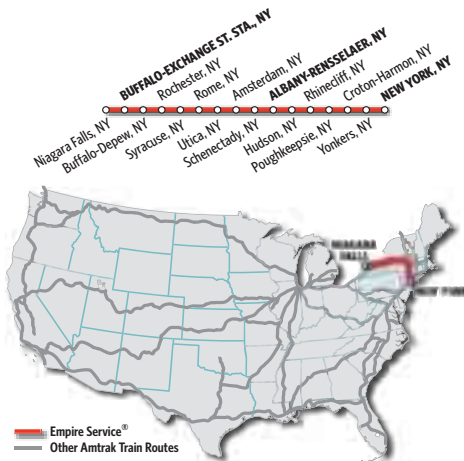 BUFFALO-EXCHANGE ST. STA., NY
Rochester, NY
Rome, NY
Amsterdam, NY
ALBANY-RENSSELAER, NY
Rhinecliff, NY
Croton-Harmon, NY
NEW YORK, NY
Niagara Falls, NY
Buffalo-Depew, NY
Syracuse, NY
Utica, NY
Schenectady, NY
Hudson, NY
Poughkeepsie, NY
Yonkers, NY
NIAGARA
FALLS
NEW YORK
Empire Service®
Other Amtrak Train Routes